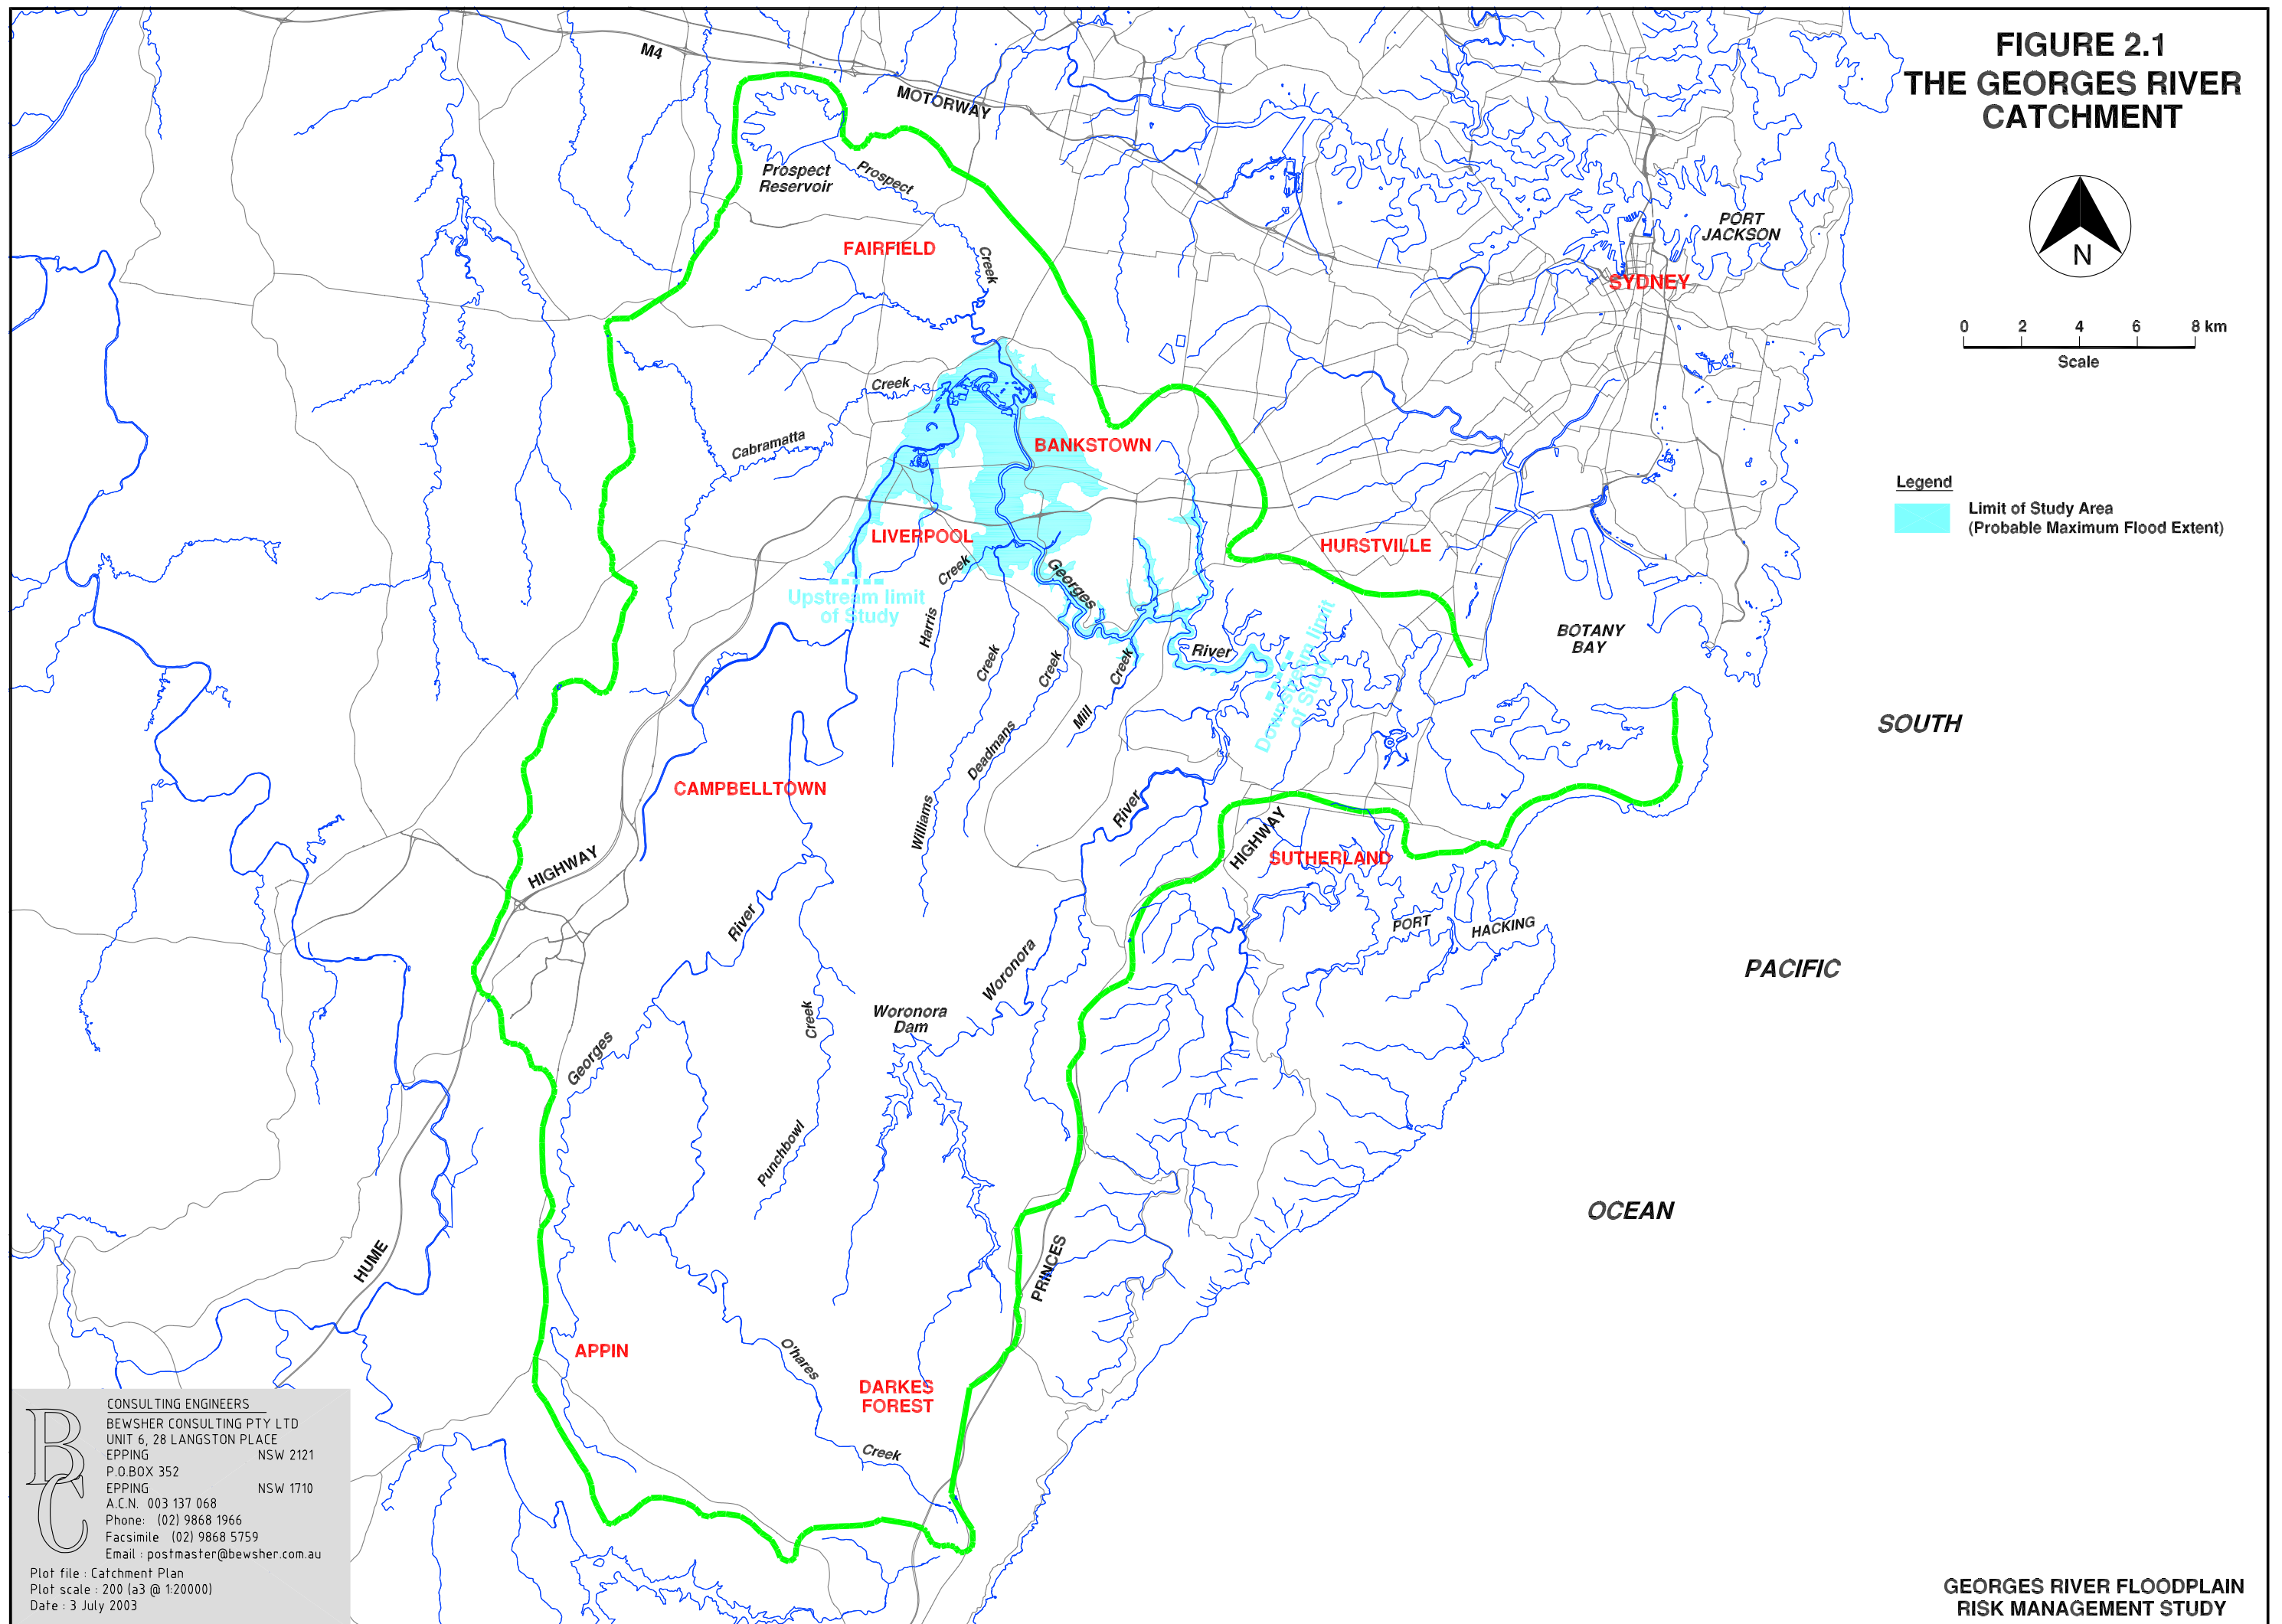 FIGURE 2.1
THE GEORGES RIVER
CATCHMENT
M4
MOTORWAY
Prospect
Reservoir
Prospect
Creek
FAIRFIELD
PORT
JACKSON
SYDNEY
N
0 2 4 6 8 km
Scale
Creek
Cabramatta
BANKSTOWN
Legend
Limit of Study Area
(Probable Maximum Flood Extent)
LIVERPOOL
HURSTVILLE
Creek
Harris
Georges
River
Upstream limit
of Study
Downstream limit
of Study
BOTANY
BAY
Creek
Williams
Creek
Deadmans
Creek
Mill
SOUTH
PACIFIC
OCEAN
CAMPBELLTOWN
River
Woronora
HIGHWAY
SUTHERLAND
PORT
HACKING
HIGHWAY
HUME
River
Georges
Creek
Punchbowl
Woronora
Dam
PRINCES
APPIN
O'hares
Creek
DARKES
FOREST
BC
CONSULTING ENGINEERS
BEWSHER CONSULTING PTY LTD
UNIT 6, 28 LANGSTON PLACE
EPPING NSW 2121
P.O.BOX 352
EPPING NSW 1710
A.C.N. 003 137 068
Phone: (02) 9868 1966
Facsimile (02) 9868 5759
Email : postmaster@bewsher.com.au
Plot file : Catchment Plan
Plot scale : 200 (a3 @ 1:20000)
Date : 3 July 2003
GEORGES RIVER FLOODPLAIN
RISK MANAGEMENT STUDY